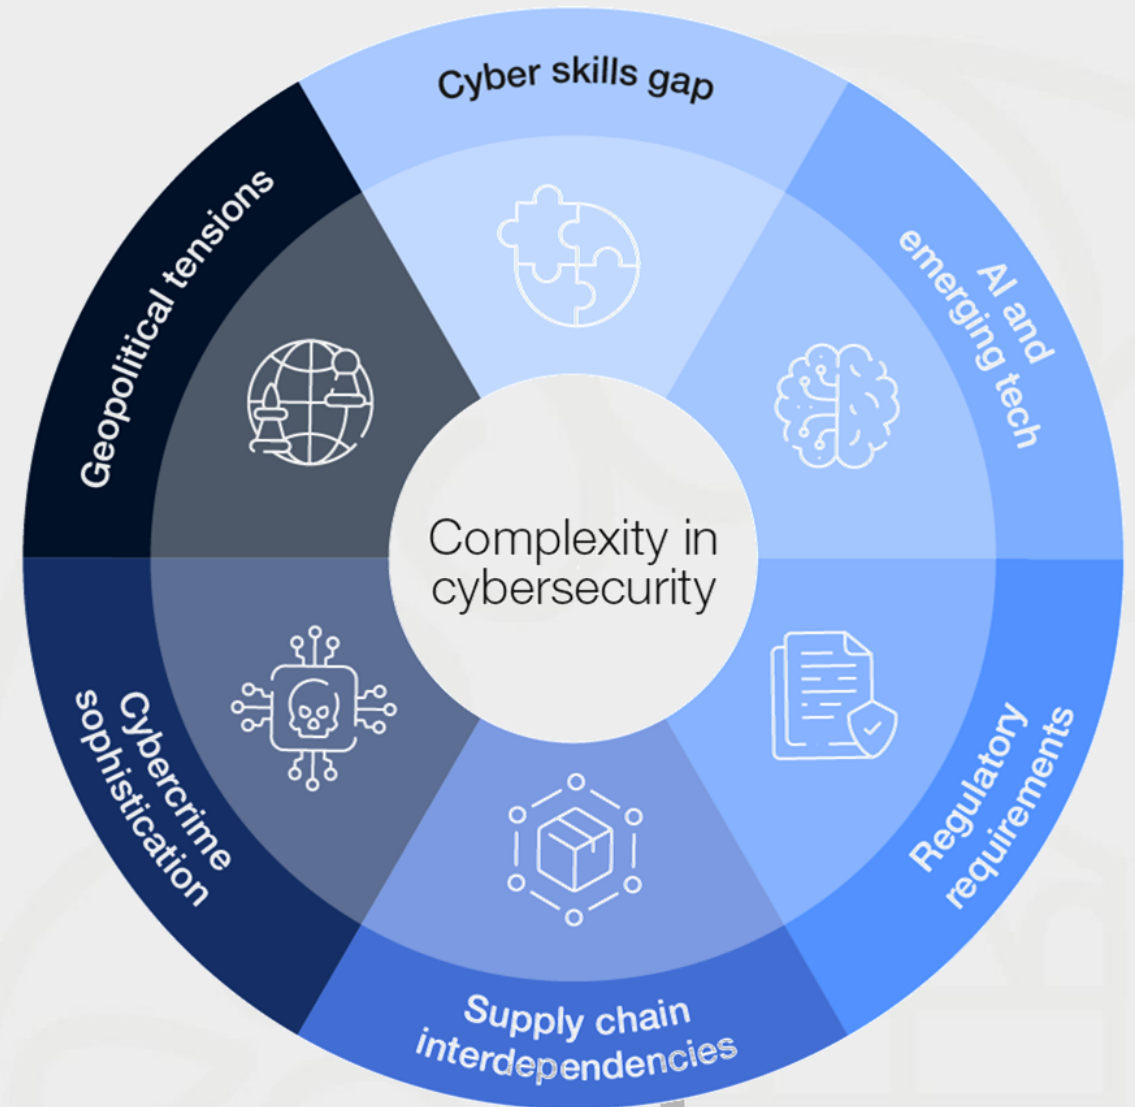 Cyber skills gap
AI and
emerging tech
Regulatory
requirements
Supply chain
interdependencies
Cybercrime
sophistication
Geopolitical tensions
Complexity in
cybersecurity